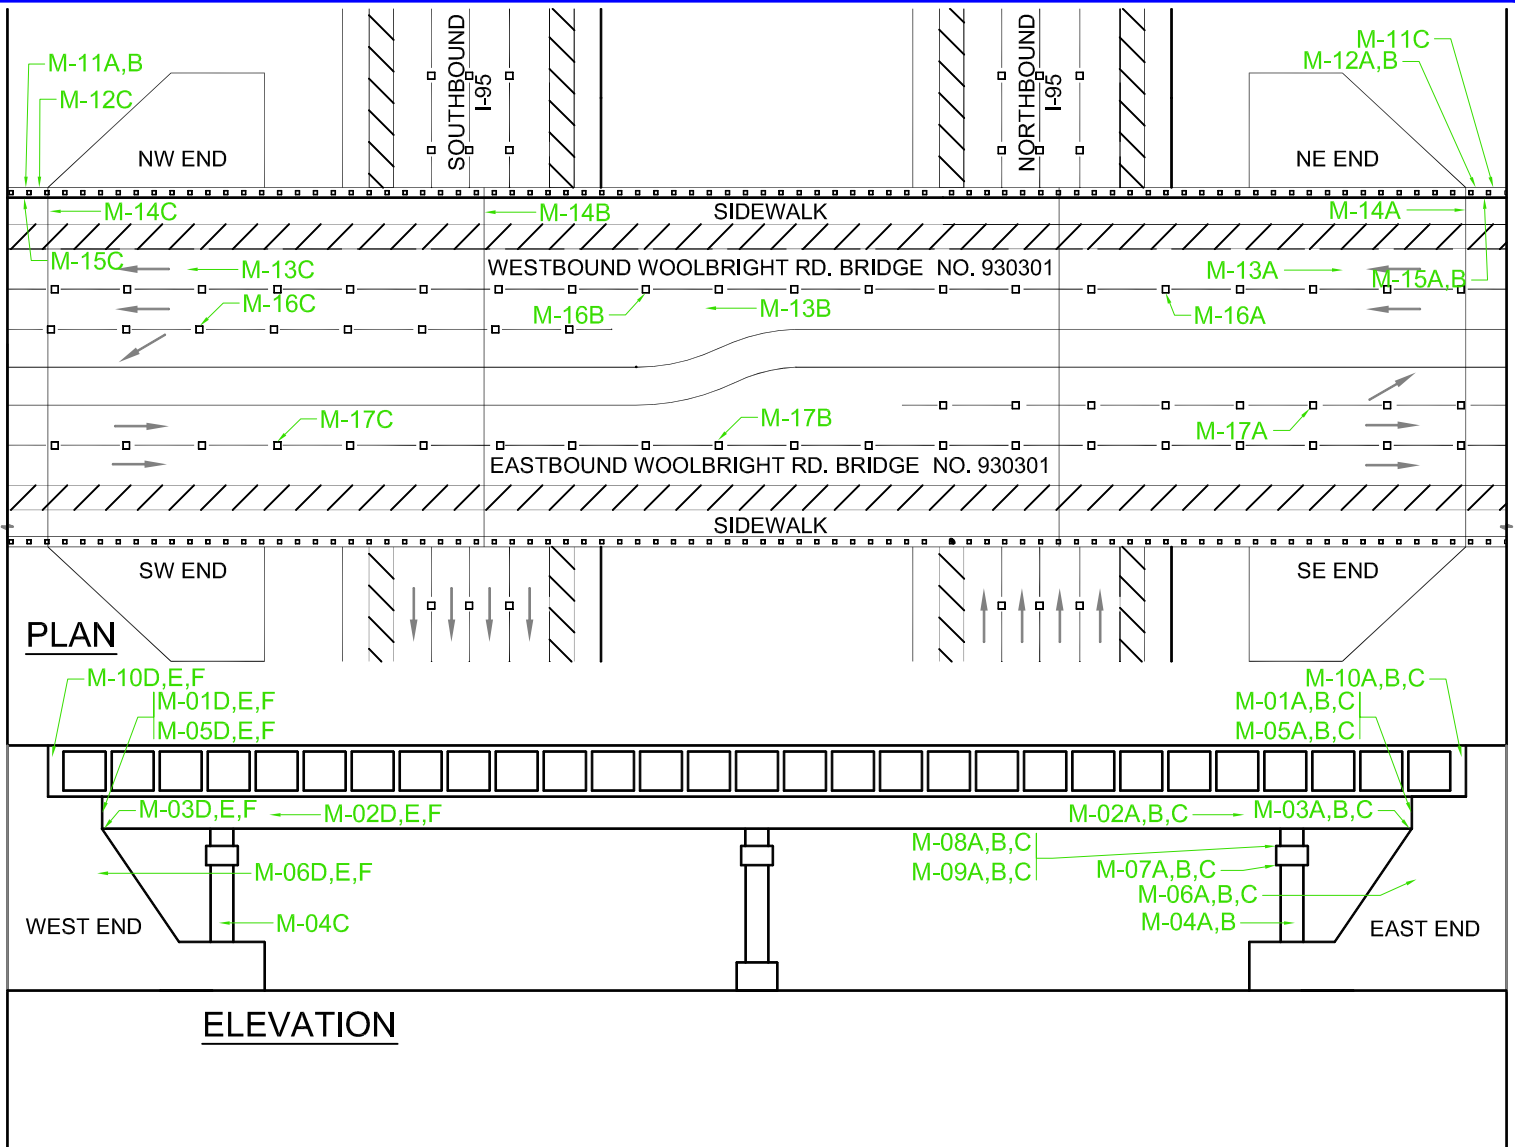 SOUTHBOUND
I-95
NORTHBOUND
I-95
M-11A,B
M-12C
M-11C
M-12A,B
NW END
NE END
M-14C
M-14B
SIDEWALK
M-14A
M-15C
M-13C
WESTBOUND WOOLBRIGHT RD. BRIDGE NO. 930301
M-13A
M-15A,B
M-16C
M-16B
M-13B
M-16A
M-17C
M-17B
M-17A
EASTBOUND WOOLBRIGHT RD. BRIDGE NO. 930301
SIDEWALK
SW END
SE END
PLAN
M-10D,E,F
M-01D,E,F
M-05D,E,F
M-10A,B,C
M-01A,B,C
M-05A,B,C
M-03D,E,F
M-02D,E,F
M-02A,B,C
M-03A,B,C
M-08A,B,C
M-09A,B,C
M-07A,B,C
M-06D,E,F
M-06A,B,C
M-04C
M-04A,B
WEST END
EAST END
ELEVATION